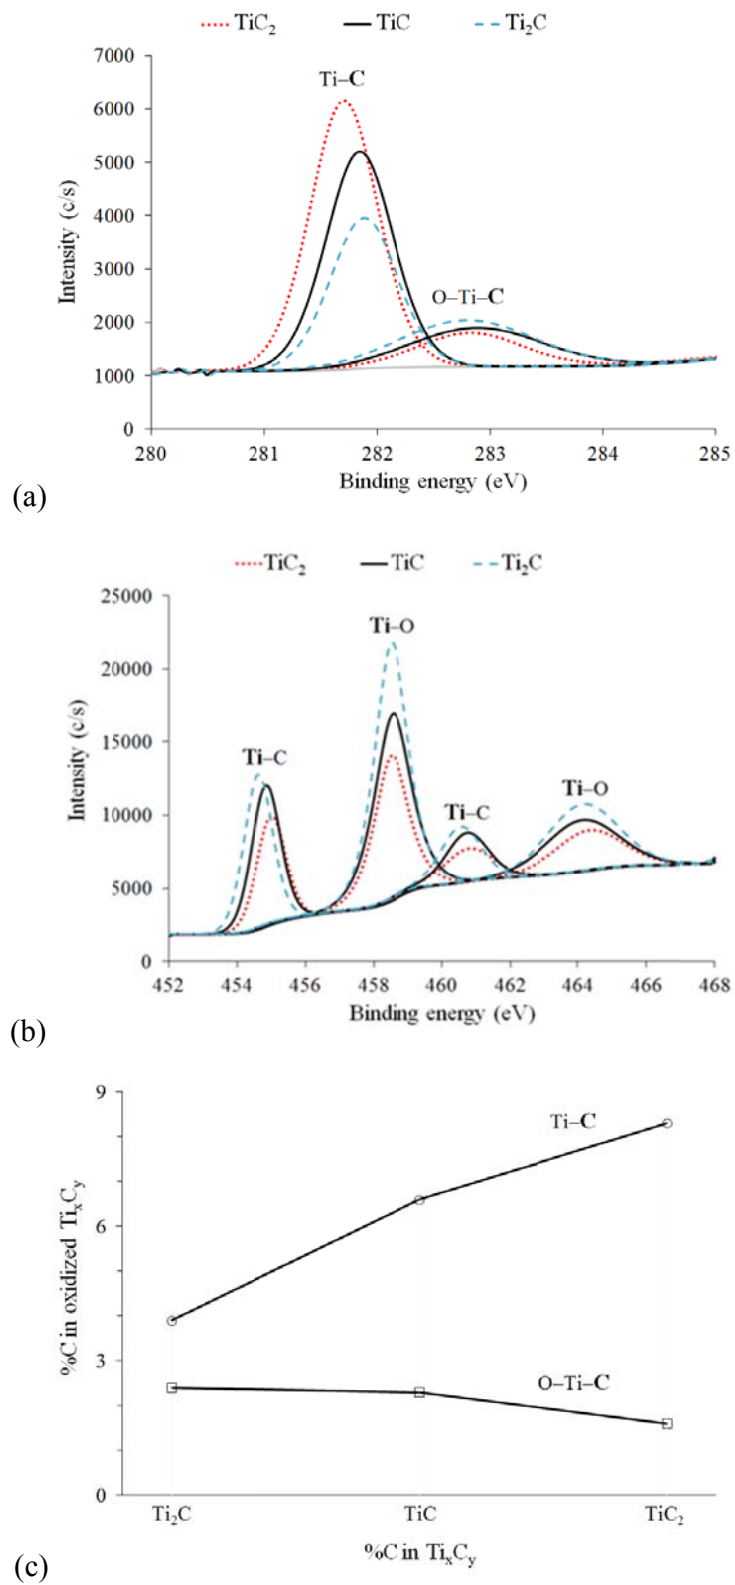 TiC₂ TiC Ti₂C
7000
6000
5000
4000
3000
2000
1000
0
Intensity (c/s)
Ti–C
O–Ti–C
280 281 282 283 284 285
Binding energy (eV)
(a)
TiC₂ TiC Ti₂C
25000
20000
15000
10000
5000
0
Intensity (c/s)
Ti–O
Ti–C
Ti–O
Ti–C
452 454 456 458 460 462 464 466 468
Binding energy (eV)
(b)
9
6
3
0
%C in oxidized TiₓCᵧ
Ti–C
O–Ti–C
Ti₂C TiC TiC₂
%C in TiₓCᵧ
(c)